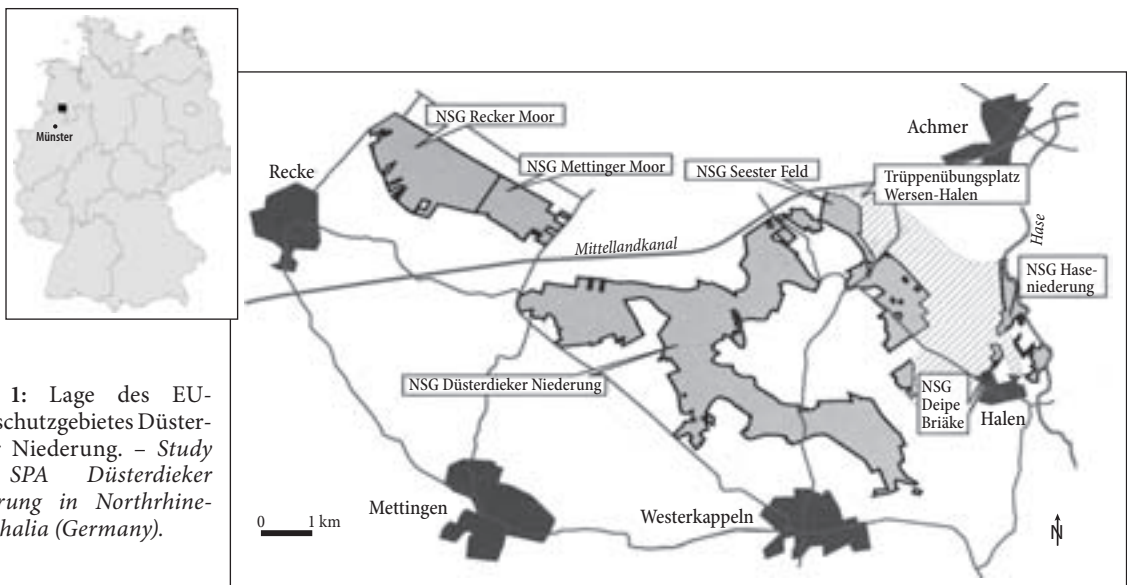 Münster
NSG Recker Moor
NSG Mettinger Moor
NSG Seester Feld
Achmer
Trüppenübungsplatz
Wersen-Halen
Recke
Mittellandkanal
Hase
NSG Hase-
niederung
NSG Düsterdieker Niederung
NSG
Deipe
Briäke
Halen
Mettingen
Westerkappeln
0 1 km
N
1: Lage des EU-
schutzgebietes Düster-
Niederung. – Study
SPA Düsterdieker
rung in Northrhine-
halia (Germany).